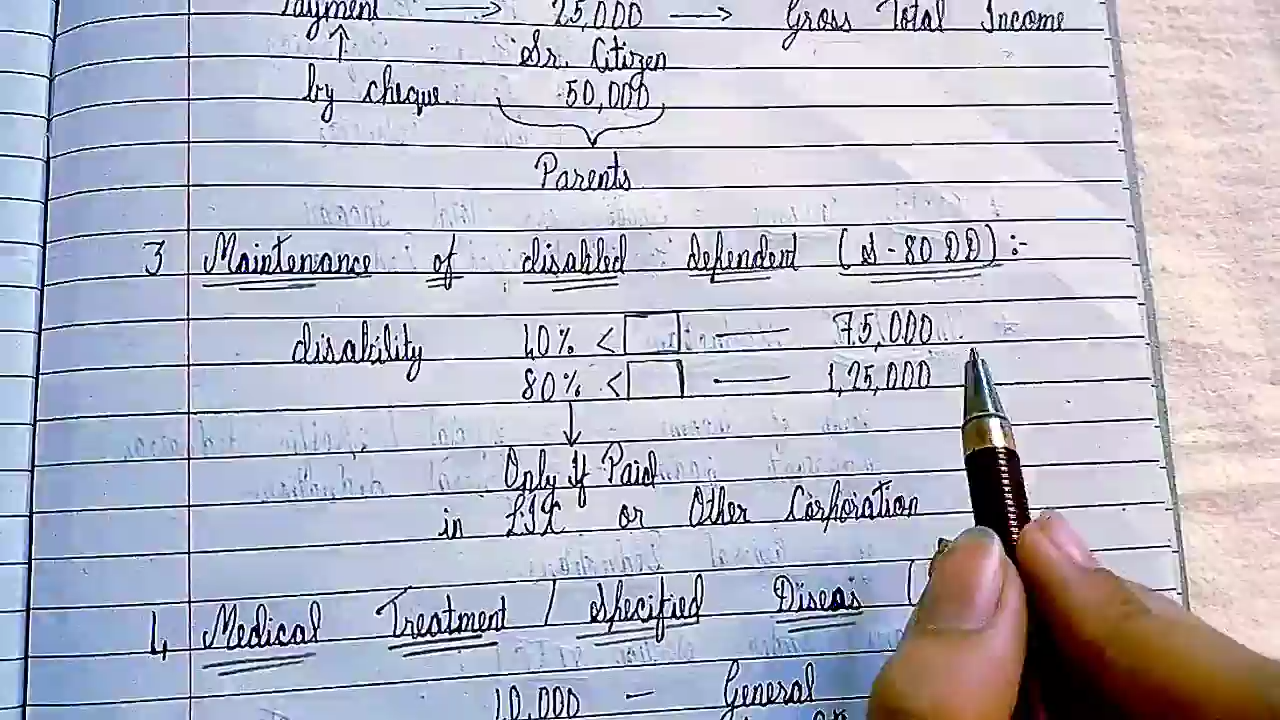 Payment → 25,000 → Gross Total Income
Sr. Citizen
by cheque 50,000
Parents
3 Maintenance of disabled dependent (S-80 DD) :-
disability 40% < — 75,000
80% < — 1,25,000
Only if Paid
in LIC or Other Corporation
4 Medical Treatment / Specified Diseas (
10,000 — General